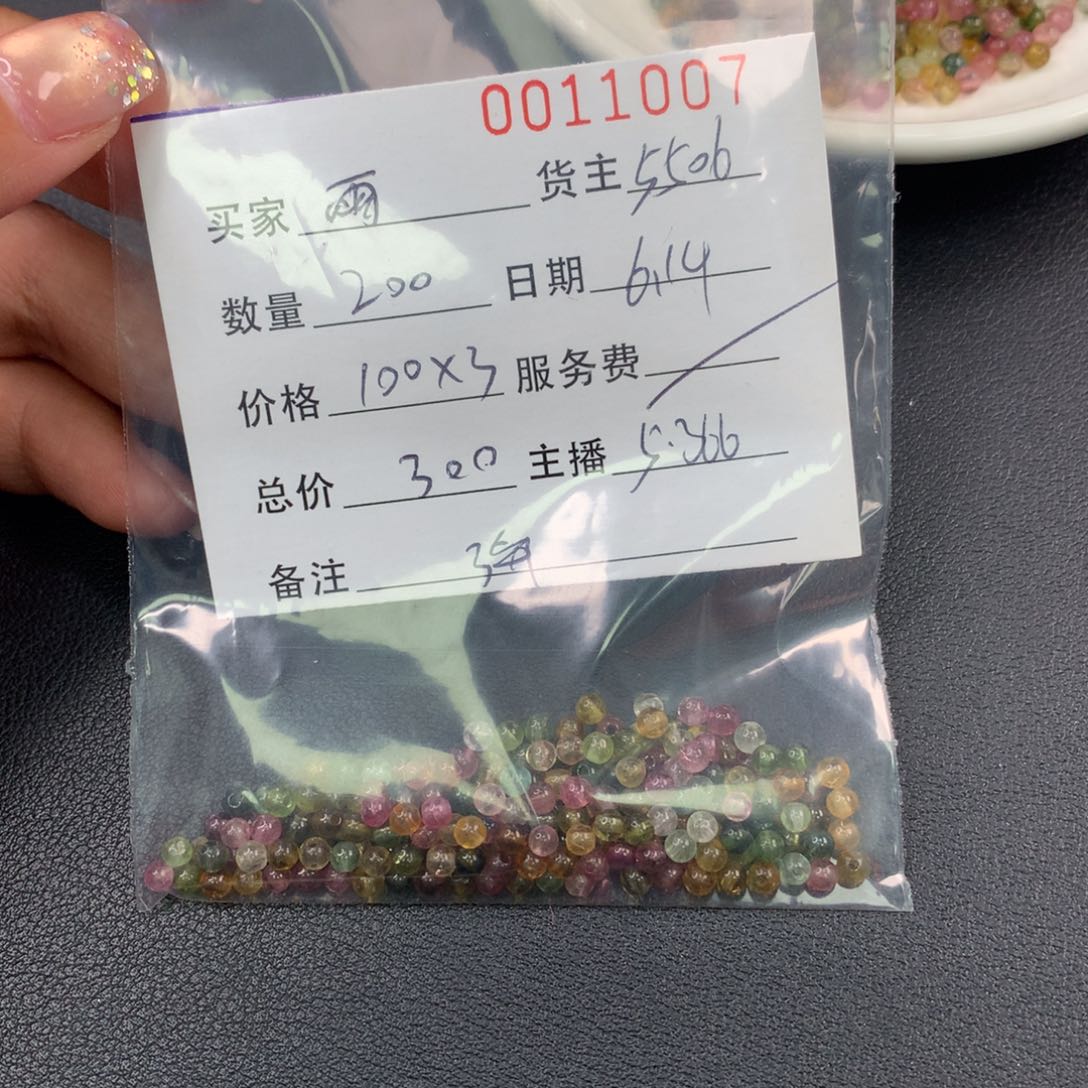 0011007
买家 雨 货主 5506
数量 200 日期 6.14
价格 100×3 服务费 /
总价 300 主播 5.366
备注 3